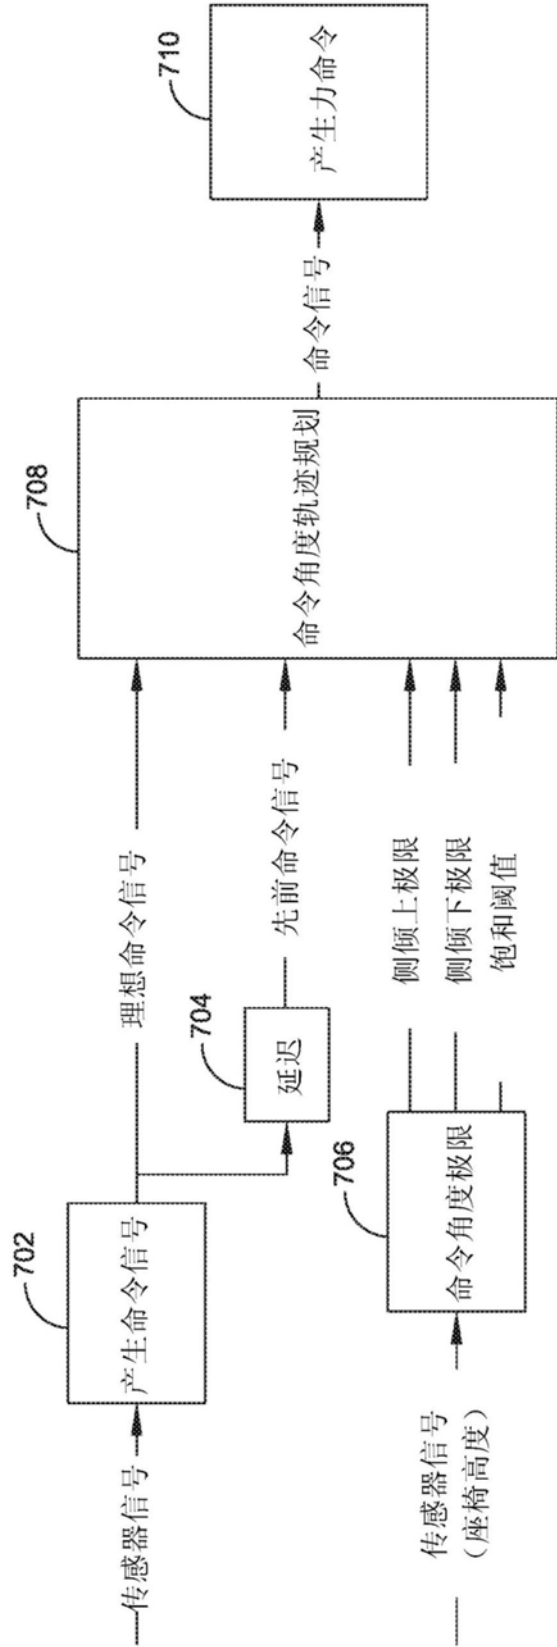 传感器信号
702
产生命令信号
理想命令信号
704
延迟
先前命令信号
传感器信号
（座椅高度）
706
命令角度极限
侧倾上极限
侧倾下极限
饱和阈值
708
命令角度轨迹规划
命令信号
710
产生力命令